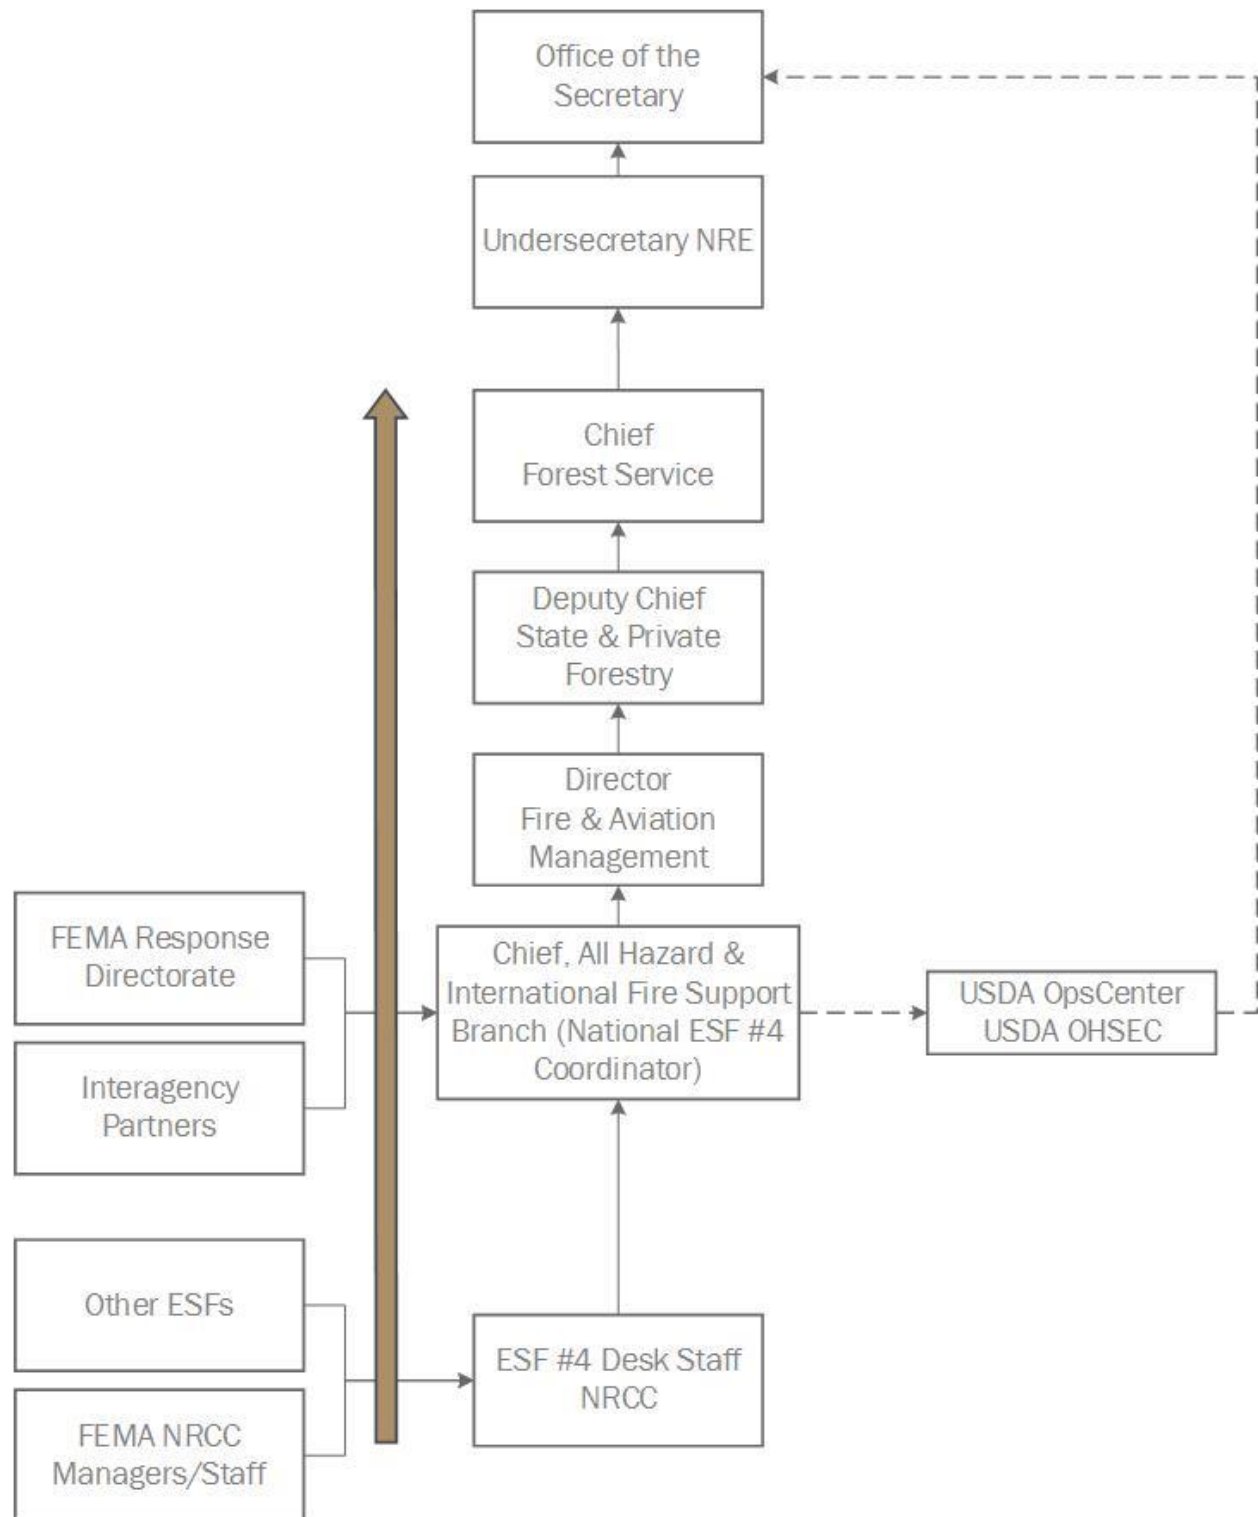 Office of the
Secretary
Undersecretary NRE
Chief
Forest Service
Deputy Chief
State & Private
Forestry
Director
Fire & Aviation
Management
FEMA Response
Directorate
Interagency
Partners
Chief, All Hazard &
International Fire Support
Branch (National ESF #4
Coordinator)
USDA OpsCenter
USDA OHSEC
Other ESFs
FEMA NRCC
Managers/Staff
ESF #4 Desk Staff
NRCC